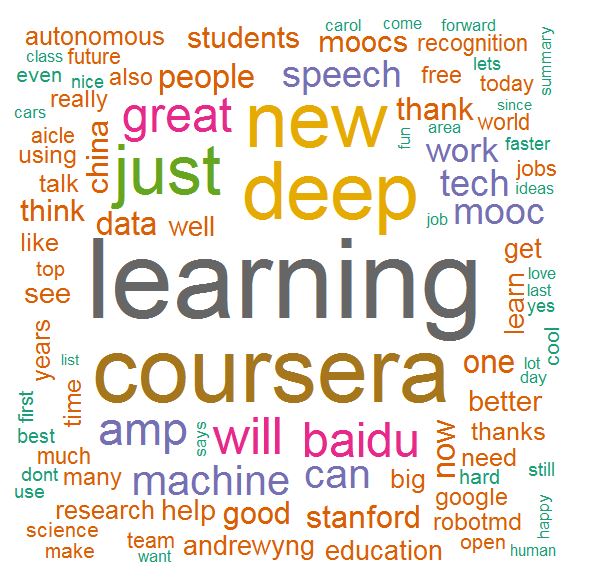 carol come forward
autonomous students moocs recognition
class future lets
even nice also people speech free today summary
really great new thank since
cars world
aicle fun area faster
using china just work jobs
talk deep tech ideas
think data well job mooc
like get
top learning learn love
see last
yes
years cool
list coursera one lot
day
first time better
best amp says will baidu now thanks
much need
dont many machine can big hard still
use google
research help good stanford robotmd happy
science team andrewyng education open
make want human